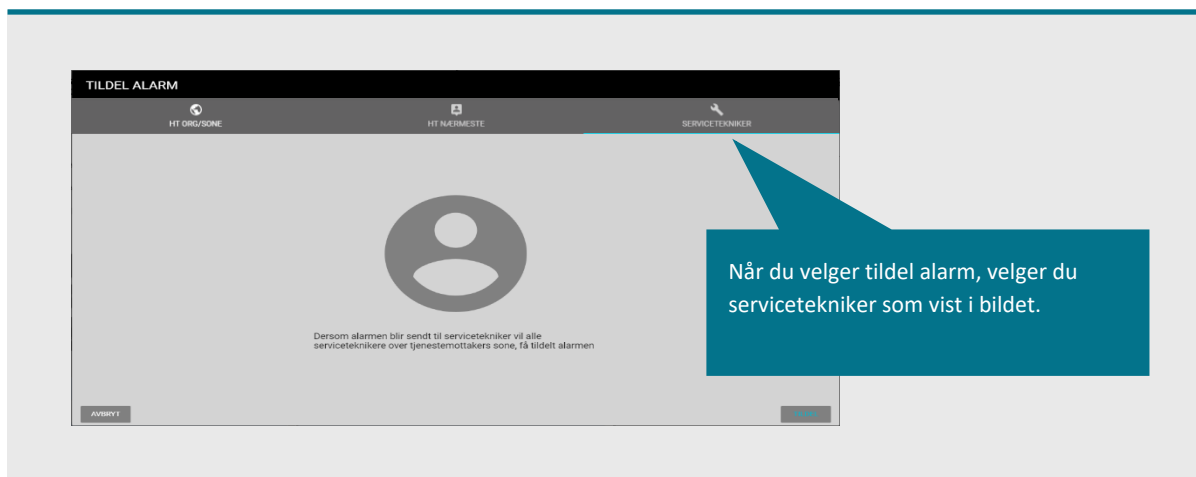 TILDEL ALARM
HT ORG/SONE
HT NÆRMESTE
SERVICETEKNIKER
Når du velger tildel alarm, velger du
servicetekniker som vist i bildet.
Dersom alarmen blir sendt til servicetekniker vil alle
serviceteknikere over tjenestemottakers sone, få tildelt alarmen
AVBRYT